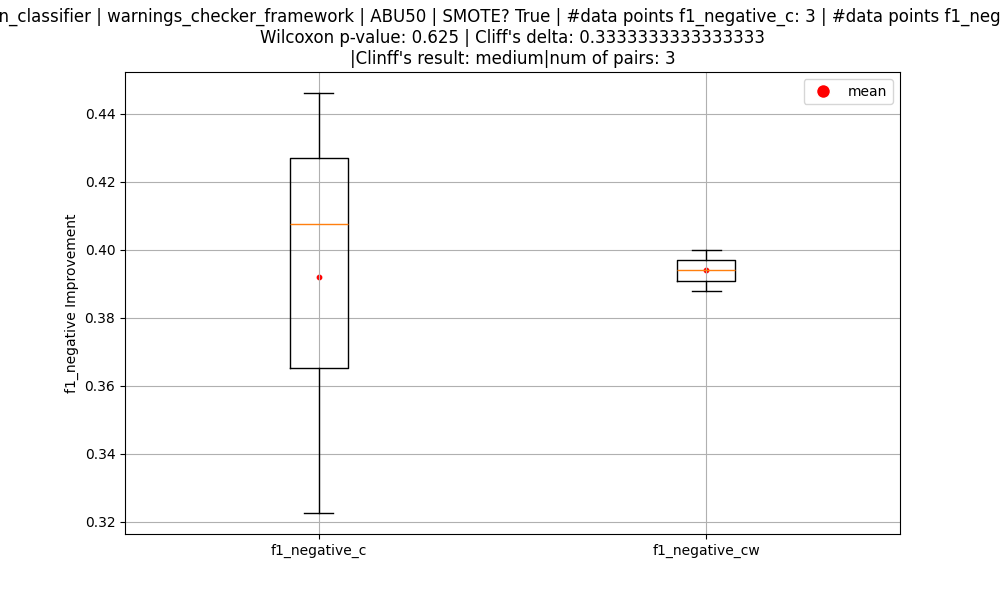 n_classifier | warnings_checker_framework | ABU50 | SMOTE? True | #data points f1_negative_c: 3 | #data points f1_neg
Wilcoxon p-value: 0.625 | Cliff's delta: 0.3333333333333333
|Clinff's result: medium|num of pairs: 3
mean
0.44
0.42
0.40
0.38
0.36
0.34
0.32
f1_negative Improvement
f1_negative_c
f1_negative_cw